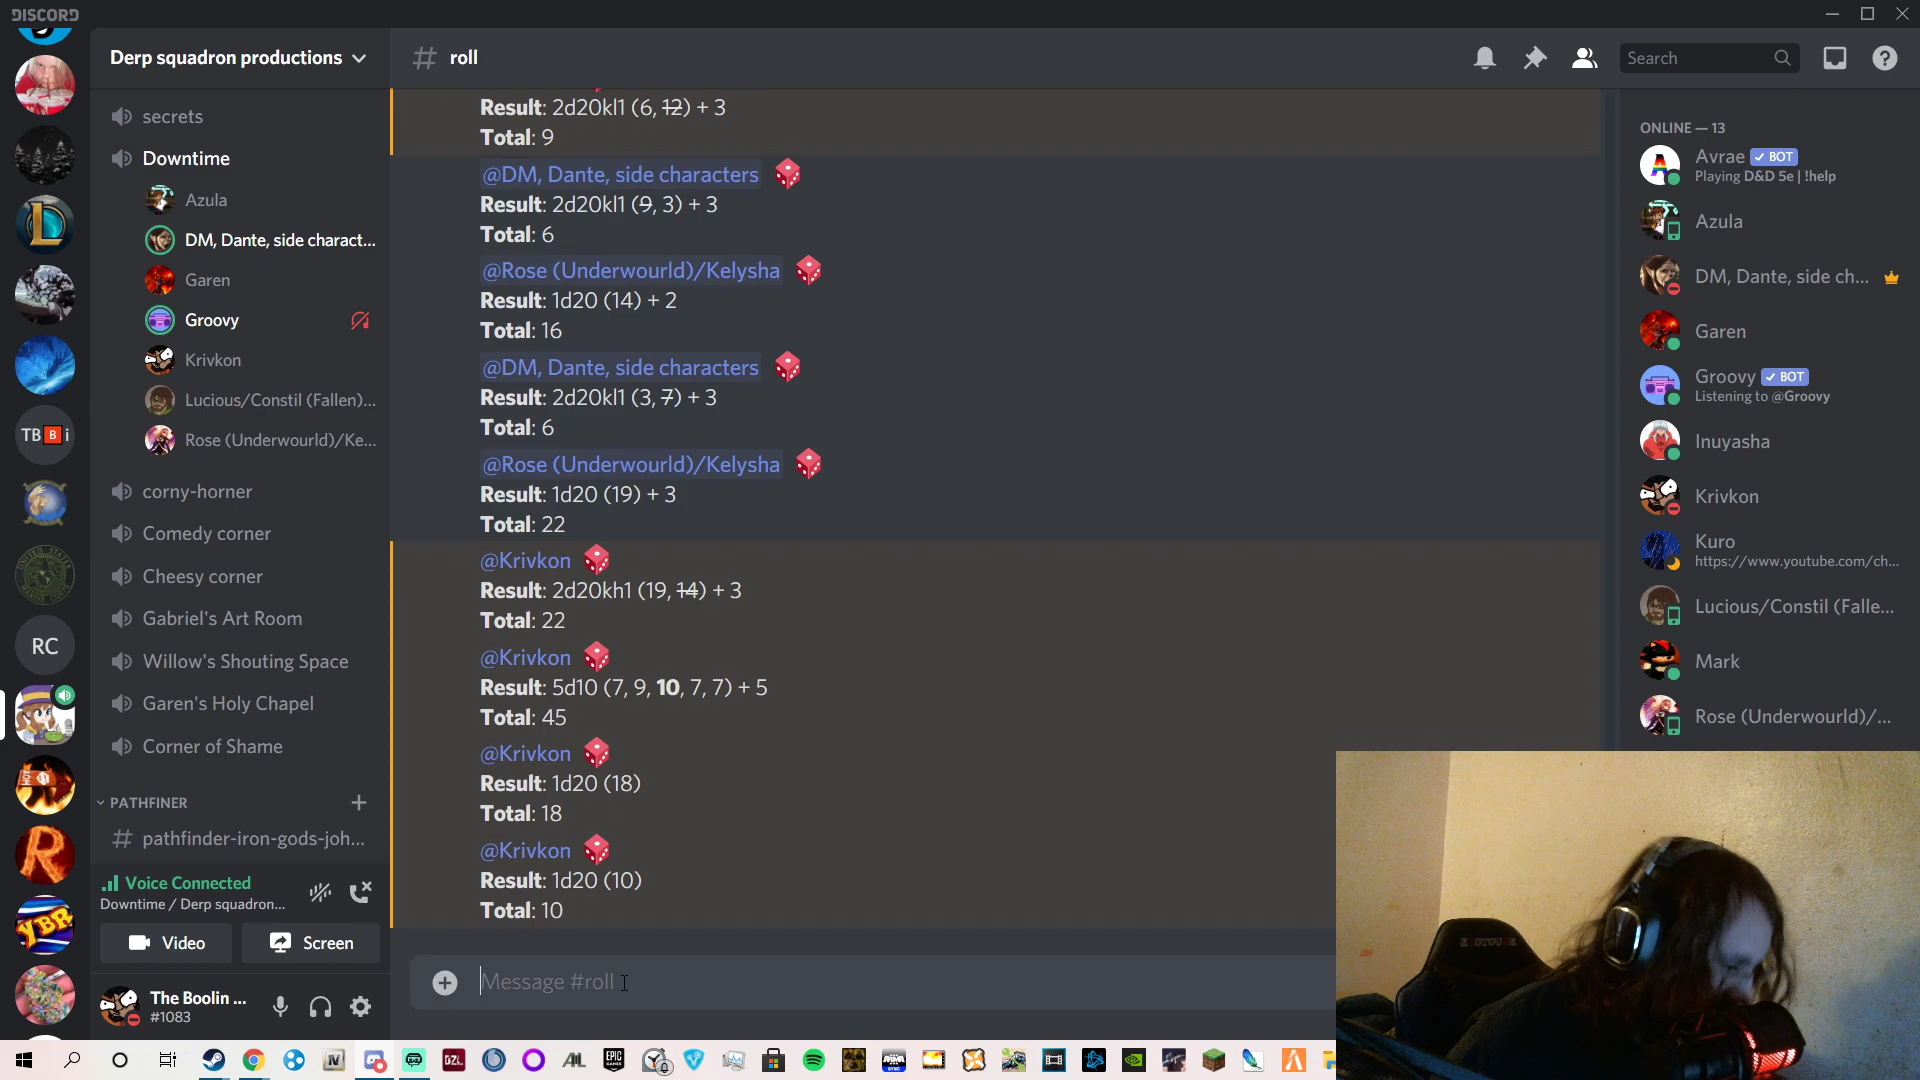 DISCORD
Derp squadron productions
roll
Search
secrets
Downtime
Azula
DM, Dante, side charact...
Garen
Groovy
Krivkon
Lucious/Constil (Fallen)...
Rose (Underwourld)/Ke...
corny-horner
Comedy corner
Cheesy corner
Gabriel's Art Room
Willow's Shouting Space
Garen's Holy Chapel
Corner of Shame
PATHFINER
pathfinder-iron-gods-joh...
Voice Connected
Downtime / Derp squadron...
Video
Screen
The Boolin ...
#1083
TB B i
RC
YBR
Result: 2d20kl1 (6, 12) + 3
Total: 9
@DM, Dante, side characters
Result: 2d20kl1 (9, 3) + 3
Total: 6
@Rose (Underwourld)/Kelysha
Result: 1d20 (14) + 2
Total: 16
@DM, Dante, side characters
Result: 2d20kl1 (3, 7) + 3
Total: 6
@Rose (Underwourld)/Kelysha
Result: 1d20 (19) + 3
Total: 22
@Krivkon
Result: 2d20kh1 (19, 14) + 3
Total: 22
@Krivkon
Result: 5d10 (7, 9, 10, 7, 7) + 5
Total: 45
@Krivkon
Result: 1d20 (18)
Total: 18
@Krivkon
Result: 1d20 (10)
Total: 10
Message #roll
ONLINE — 13
Avrae BOT
Playing D&D 5e | !help
Azula
DM, Dante, side ch...
Garen
Groovy BOT
Listening to @Groovy
Inuyasha
Krivkon
Kuro
https://www.youtube.com/ch...
Lucious/Constil (Falle...
Mark
Rose (Underwourld)/...